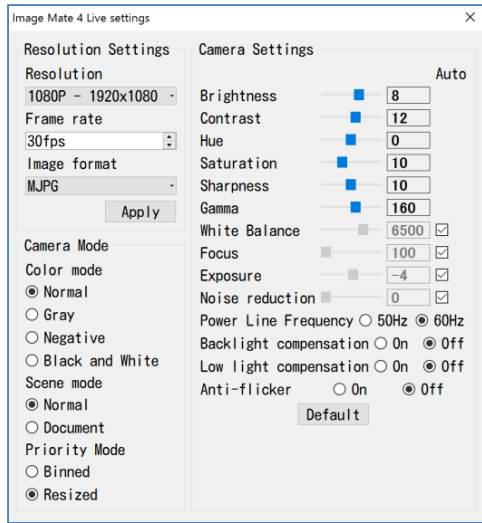 Image Mate 4 Live settings
Resolution Settings
Resolution
1080P - 1920x1080
Frame rate
30fps
Image format
MJPG
Apply
Camera Mode
Color mode
Normal
Gray
Negative
Black and White
Scene mode
Normal
Document
Priority Mode
Binned
Resized
Camera Settings
Auto
Brightness 8
Contrast 12
Hue 0
Saturation 10
Sharpness 10
Gamma 160
White Balance 6500
Focus 100
Exposure -4
Noise reduction 0
Power Line Frequency 50Hz 60Hz
Backlight compensation On Off
Low light compensation On Off
Anti-flicker On Off
Default